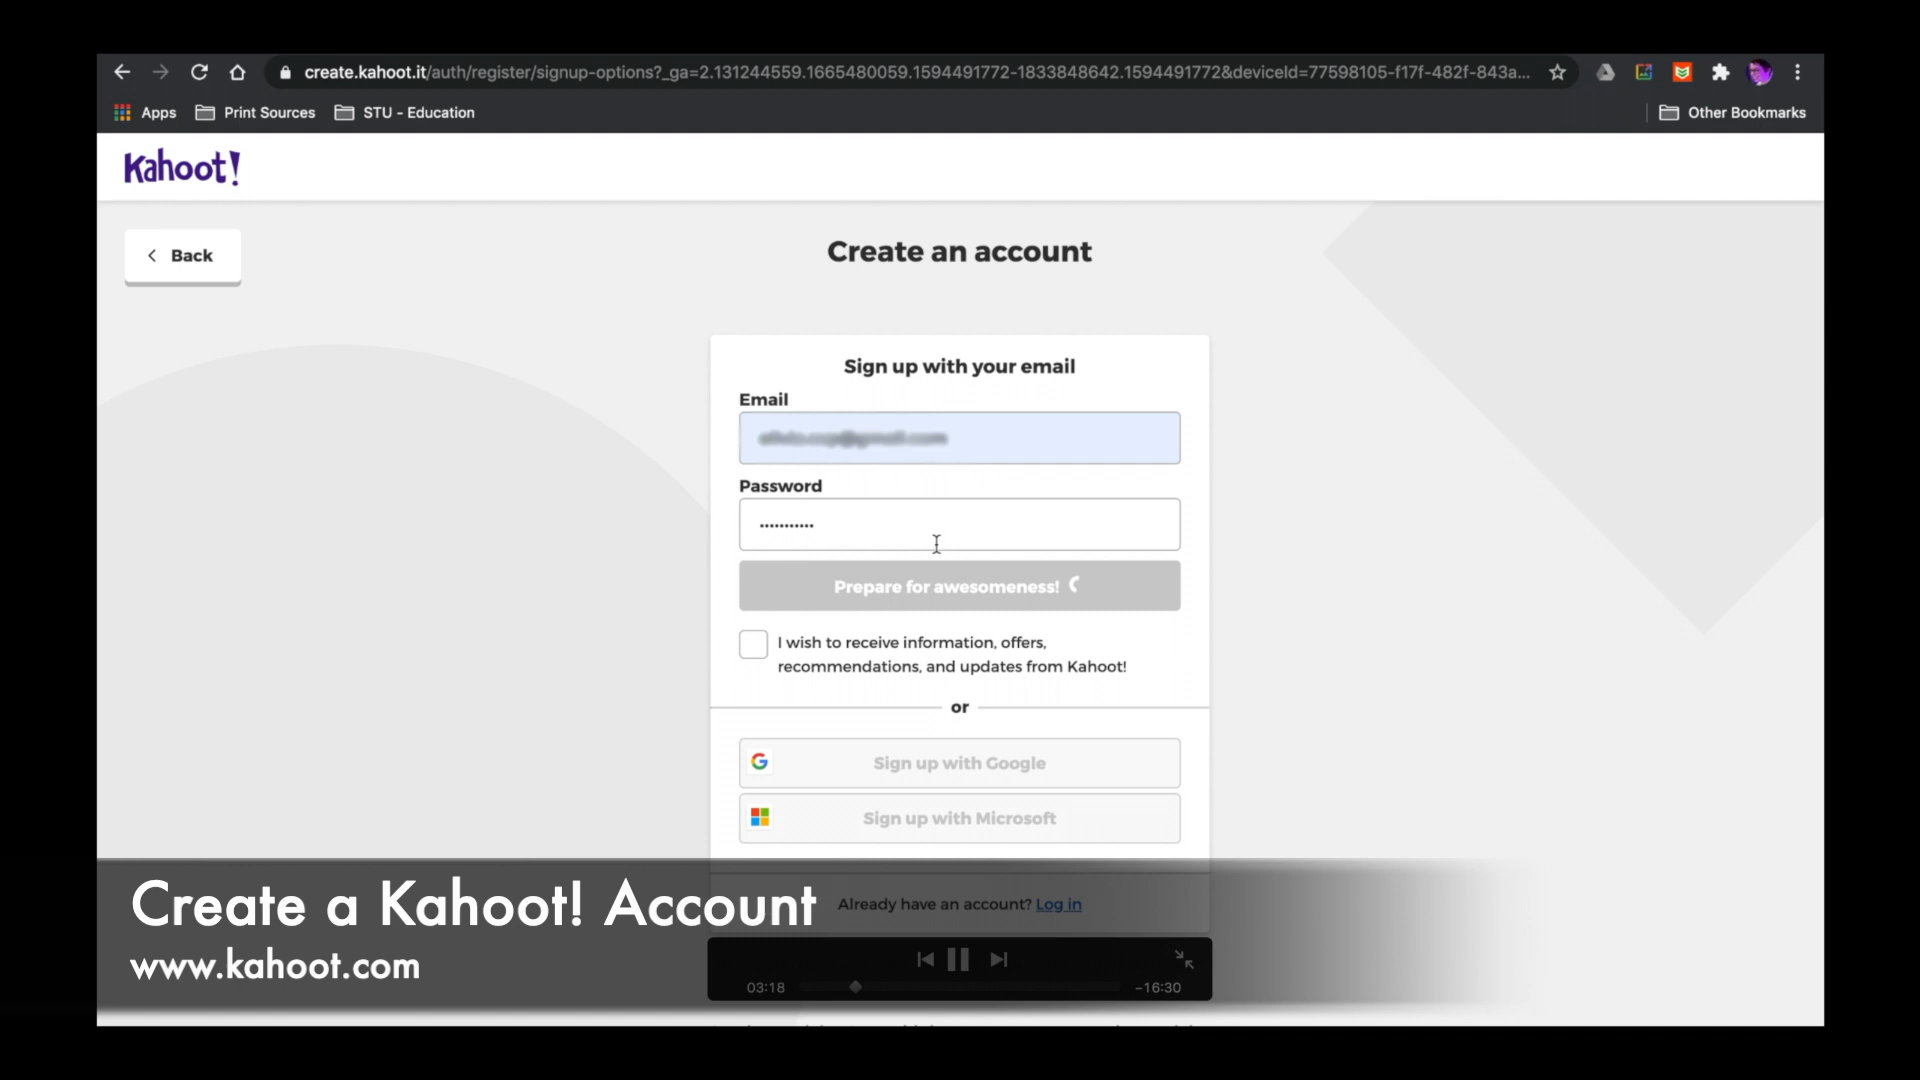 create.kahoot.it/auth/register/signup-options?_ga=2.131244559.1665480059.1594491772-1833848642.1594491772&deviceId=77598105-f17f-482f-843a...
Apps Print Sources STU - Education Other Bookmarks
Kahoot!
Back
Create an account
Sign up with your email
Email
Password
Prepare for awesomeness!
I wish to receive information, offers,
recommendations, and updates from Kahoot!
or
Sign up with Google
Sign up with Microsoft
Already have an account? Log in
Create a Kahoot! Account
www.kahoot.com
03:18 -16:30